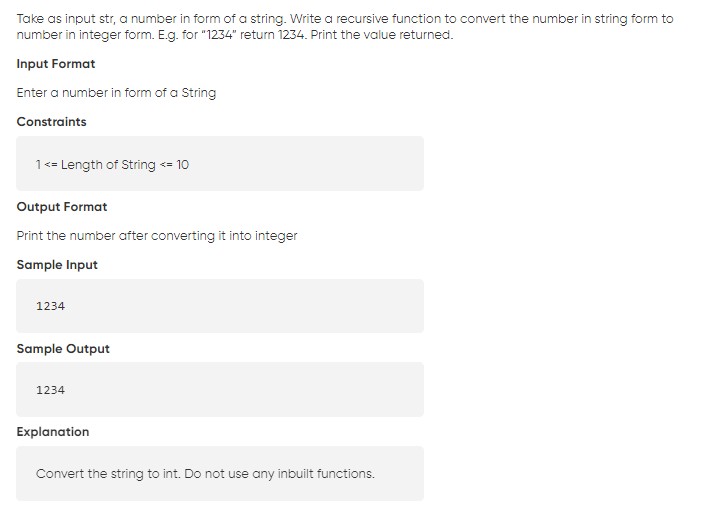 Take as input str, a number in form of a string. Write a recursive function to convert the number in string form to
number in integer form. E.g. for “1234” return 1234. Print the value returned.
Input Format
Enter a number in form of a String
Constraints
1 <= Length of String <= 10
Output Format
Print the number after converting it into integer
Sample Input
1234
Sample Output
1234
Explanation
Convert the string to int. Do not use any inbuilt functions.